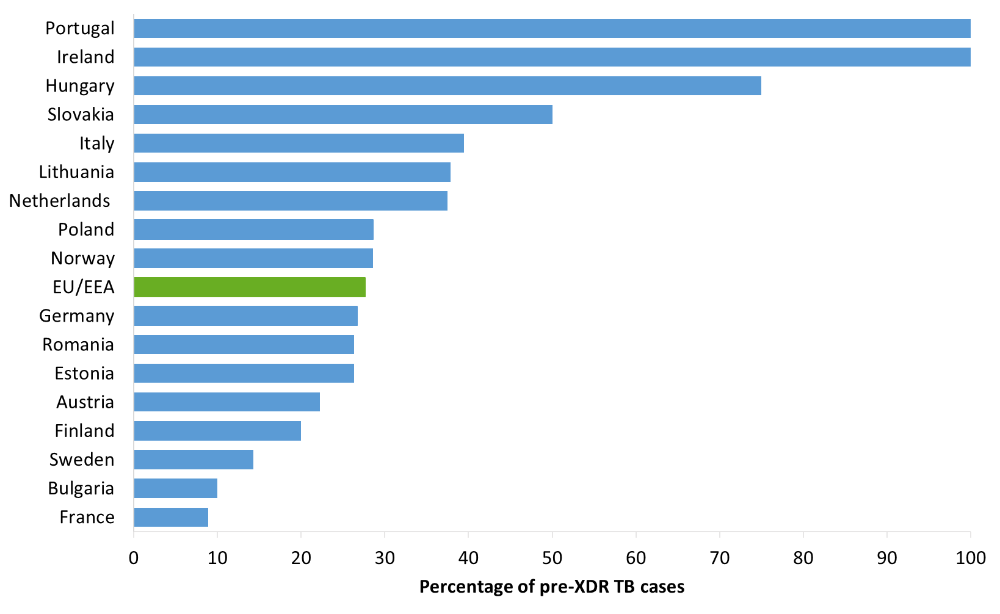 Portugal
Ireland
Hungary
Slovakia
Italy
Lithuania
Netherlands
Poland
Norway
EU/EEA
Germany
Romania
Estonia
Austria
Finland
Sweden
Bulgaria
France
0 10 20 30 40 50 60 70 80 90 100
Percentage of pre-XDR TB cases